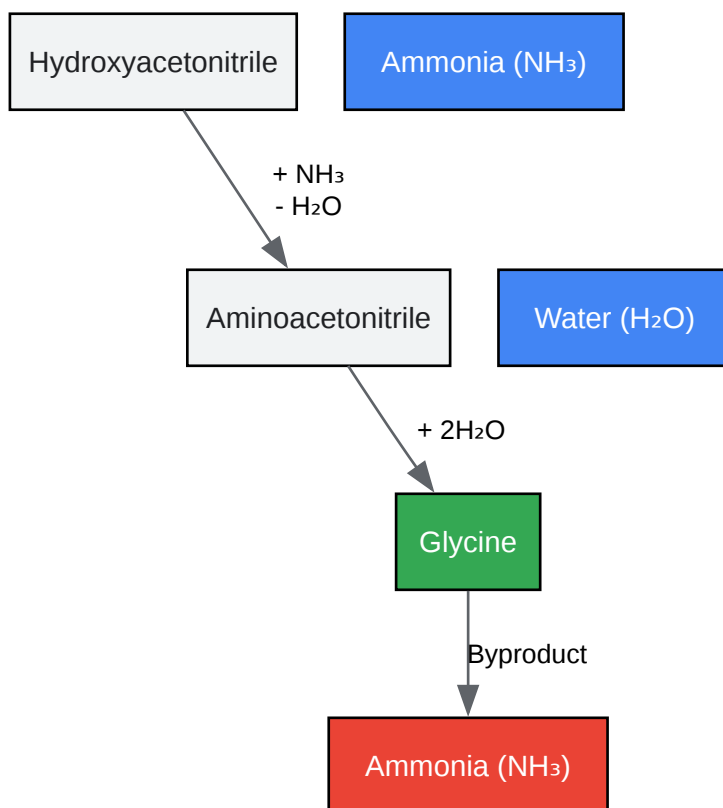 Hydroxyacetonitrile
Ammonia (NH₃)
+ NH₃
- H₂O
Aminoacetonitrile
Water (H₂O)
+ 2H₂O
Glycine
Byproduct
Ammonia (NH₃)